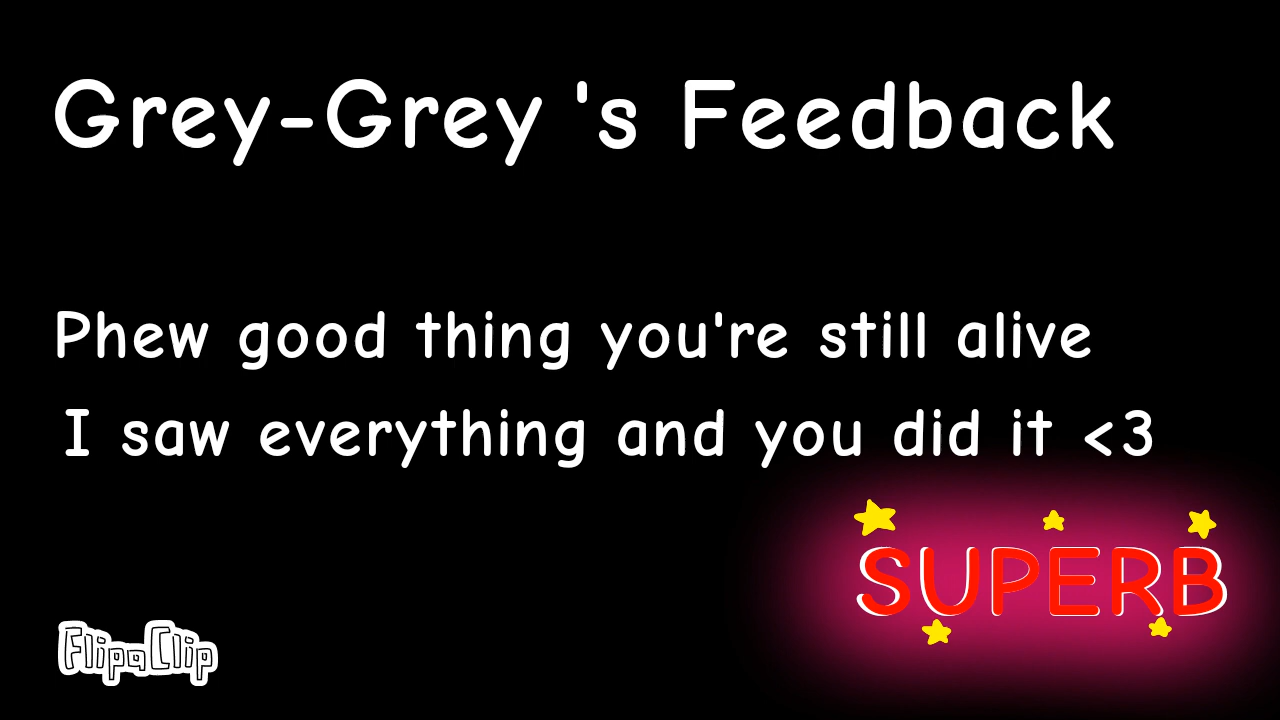 Grey-Grey 's Feedback
Phew good thing you're still alive
I saw everything and you did it <3
SUPERB
FlipaClip